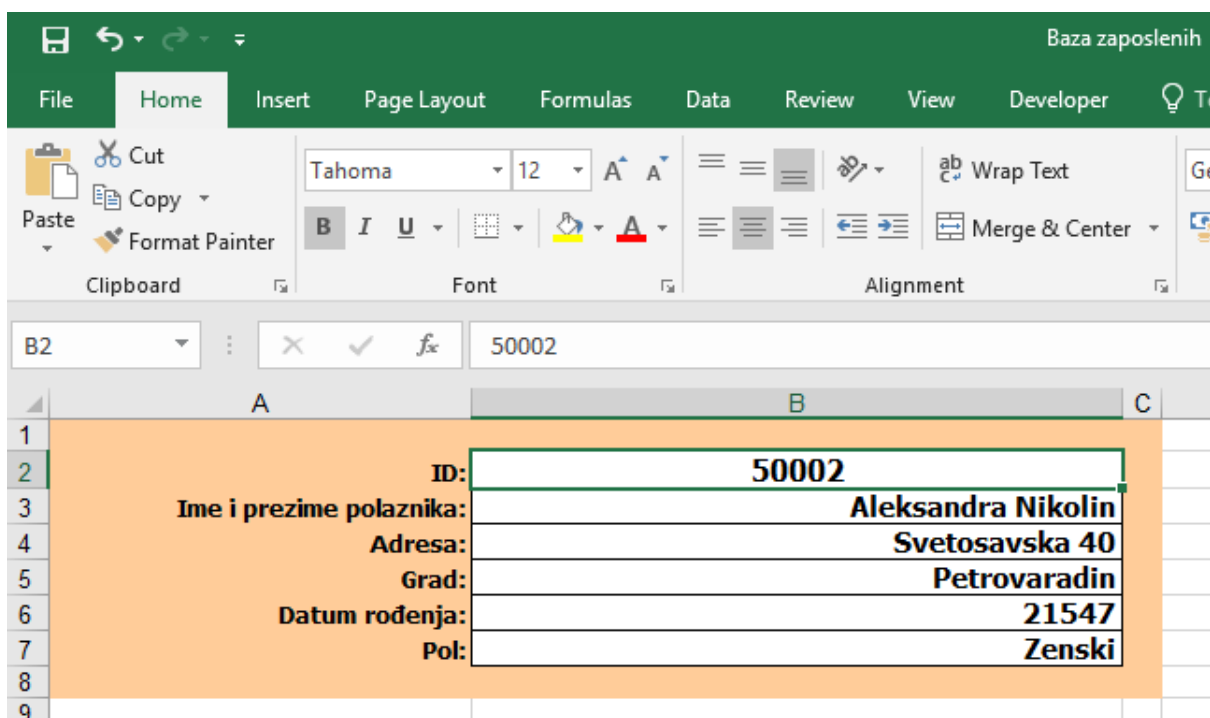 Baza zaposlenih
File Home Insert Page Layout Formulas Data Review View Developer
Cut
Copy
Paste
Format Painter
Clipboard
Tahoma 12 A A
B I U A
Font
ab Wrap Text
Merge & Center
Alignment
B2 fx 50002
A B C
1
2 ID: 50002
3 Ime i prezime polaznika: Aleksandra Nikolin
4 Adresa: Svetosavska 40
5 Grad: Petrovaradin
6 Datum rođenja: 21547
7 Pol: Zenski
8
9